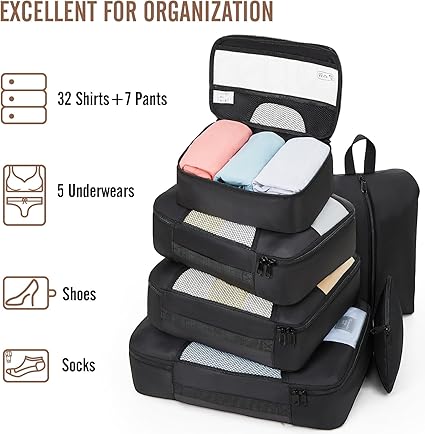 EXCELLENT FOR ORGANIZATION
32 Shirts+7 Pants
5 Underwears
Shoes
Socks